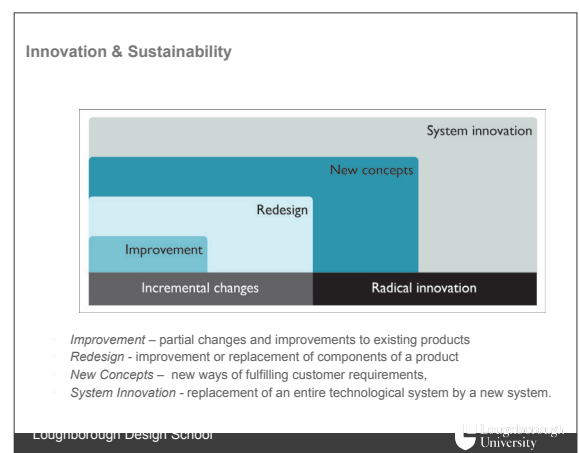 Innovation & Sustainability
System innovation
New concepts
Redesign
Improvement
Incremental changes
Radical innovation
Improvement – partial changes and improvements to existing products
Redesign - improvement or replacement of components of a product
New Concepts – new ways of fulfilling customer requirements,
System Innovation - replacement of an entire technological system by a new system.
Loughborough Design School
Loughborough
University